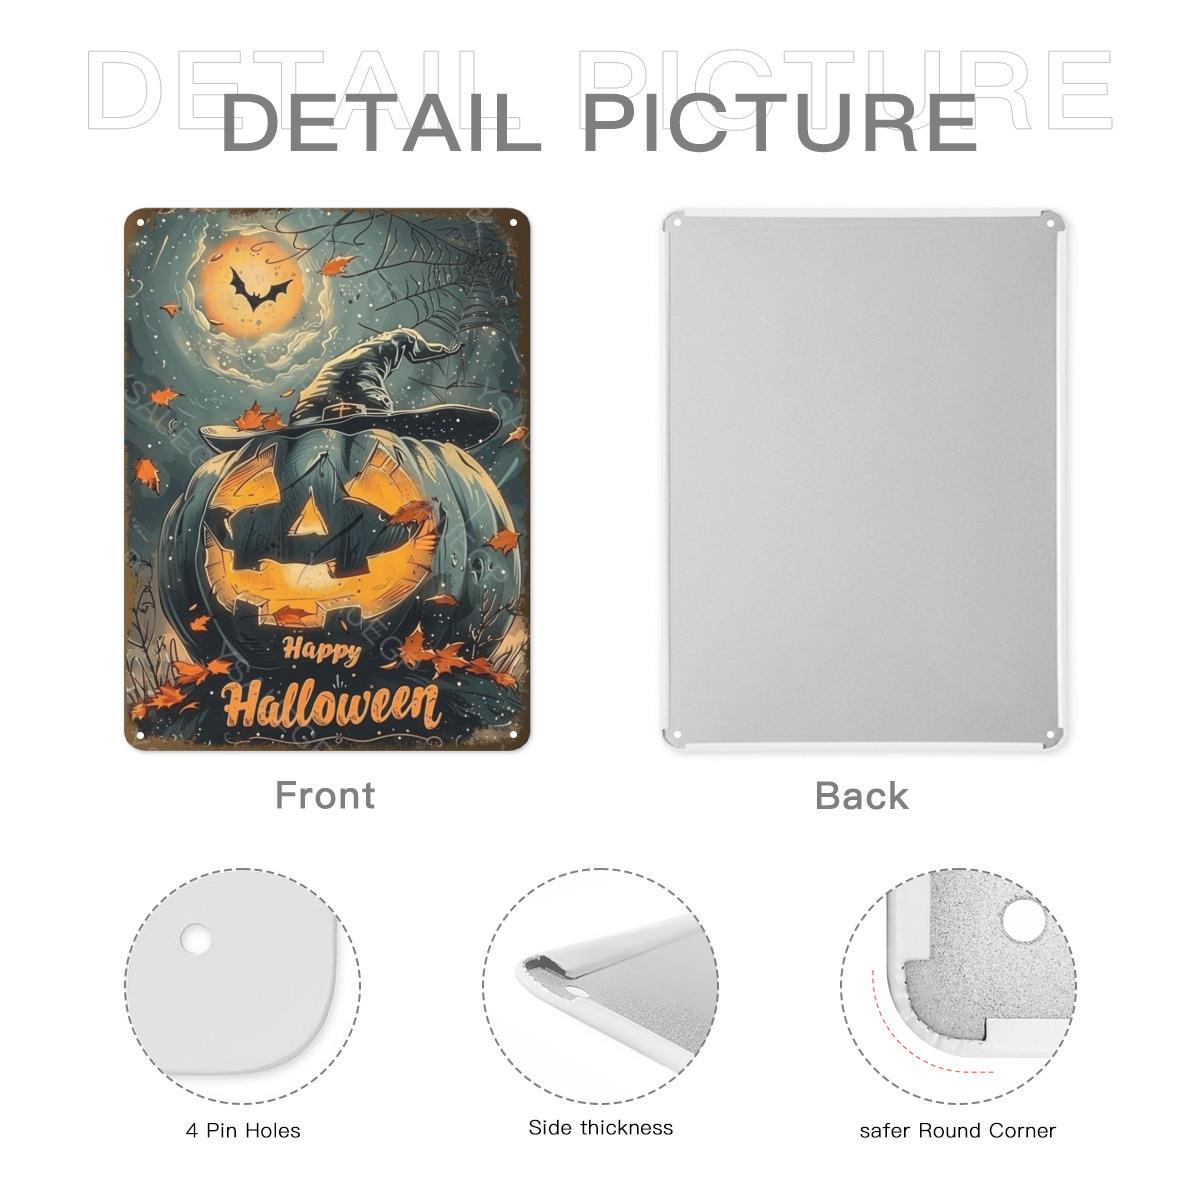 DETAIL PICTURE
DETAIL PICTURE
Happy
Halloween
Front
Back
4 Pin Holes
Side thickness
safer Round Corner